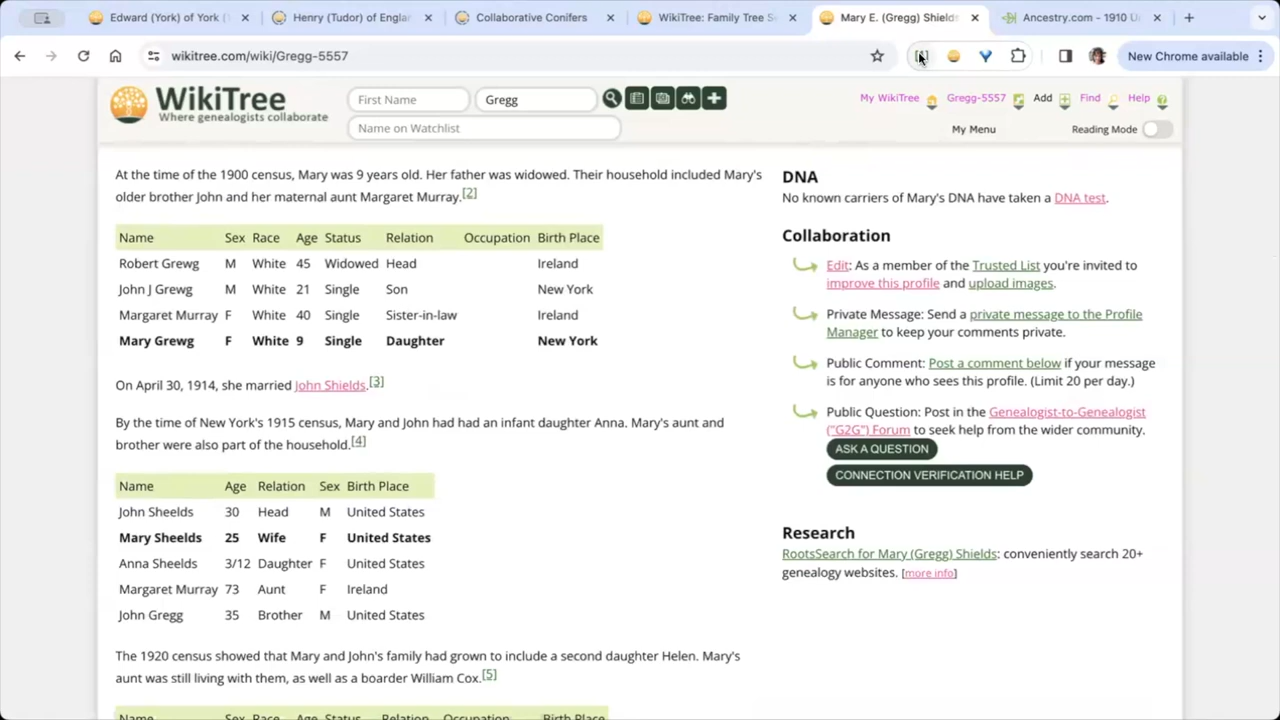 Edward (York) of York (
Henry (Tudor) of Englan
Collaborative Conifers
WikiTree: Family Tree S
Mary E. (Gregg) Shields
Ancestry.com - 1910 U
wikitree.com/wiki/Gregg-5557
New Chrome available
WikiTree
Where genealogists collaborate
First Name
Gregg
Name on Watchlist
My WikiTree
Gregg-5557
Add
Find
Help
My Menu
Reading Mode
At the time of the 1900 census, Mary was 9 years old. Her father was widowed. Their household included Mary's
older brother John and her maternal aunt Margaret Murray.[2]
Name Sex Race Age Status Relation Occupation Birth Place
Robert Grewg M White 45 Widowed Head Ireland
John J Grewg M White 21 Single Son New York
Margaret Murray F White 40 Single Sister-in-law Ireland
Mary Grewg F White 9 Single Daughter New York
On April 30, 1914, she married John Shields.[3]
By the time of New York's 1915 census, Mary and John had had an infant daughter Anna. Mary's aunt and
brother were also part of the household.[4]
Name Age Relation Sex Birth Place
John Sheelds 30 Head M United States
Mary Sheelds 25 Wife F United States
Anna Sheelds 3/12 Daughter F United States
Margaret Murray 73 Aunt F Ireland
John Gregg 35 Brother M United States
The 1920 census showed that Mary and John's family had grown to include a second daughter Helen. Mary's
aunt was still living with them, as well as a boarder William Cox.[5]
Name Sex Race Age Status Relation Occupation Birth Place
DNA
No known carriers of Mary's DNA have taken a DNA test.
Collaboration
Edit: As a member of the Trusted List you're invited to
improve this profile and upload images.
Private Message: Send a private message to the Profile
Manager to keep your comments private.
Public Comment: Post a comment below if your message
is for anyone who sees this profile. (Limit 20 per day.)
Public Question: Post in the Genealogist-to-Genealogist
("G2G") Forum to seek help from the wider community.
ASK A QUESTION
CONNECTION VERIFICATION HELP
Research
RootsSearch for Mary (Gregg) Shields: conveniently search 20+
genealogy websites. [more info]